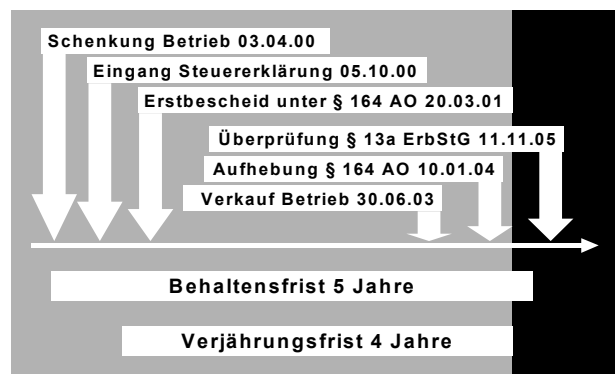 Schenkung Betrieb 03.04.00
Eingang Steuererklärung 05.10.00
Erstbescheid unter § 164 AO 20.03.01
Überprüfung § 13a ErbStG 11.11.05
Aufhebung § 164 AO 10.01.04
Verkauf Betrieb 30.06.03
Behaltensfrist 5 Jahre
Verjährungsfrist 4 Jahre